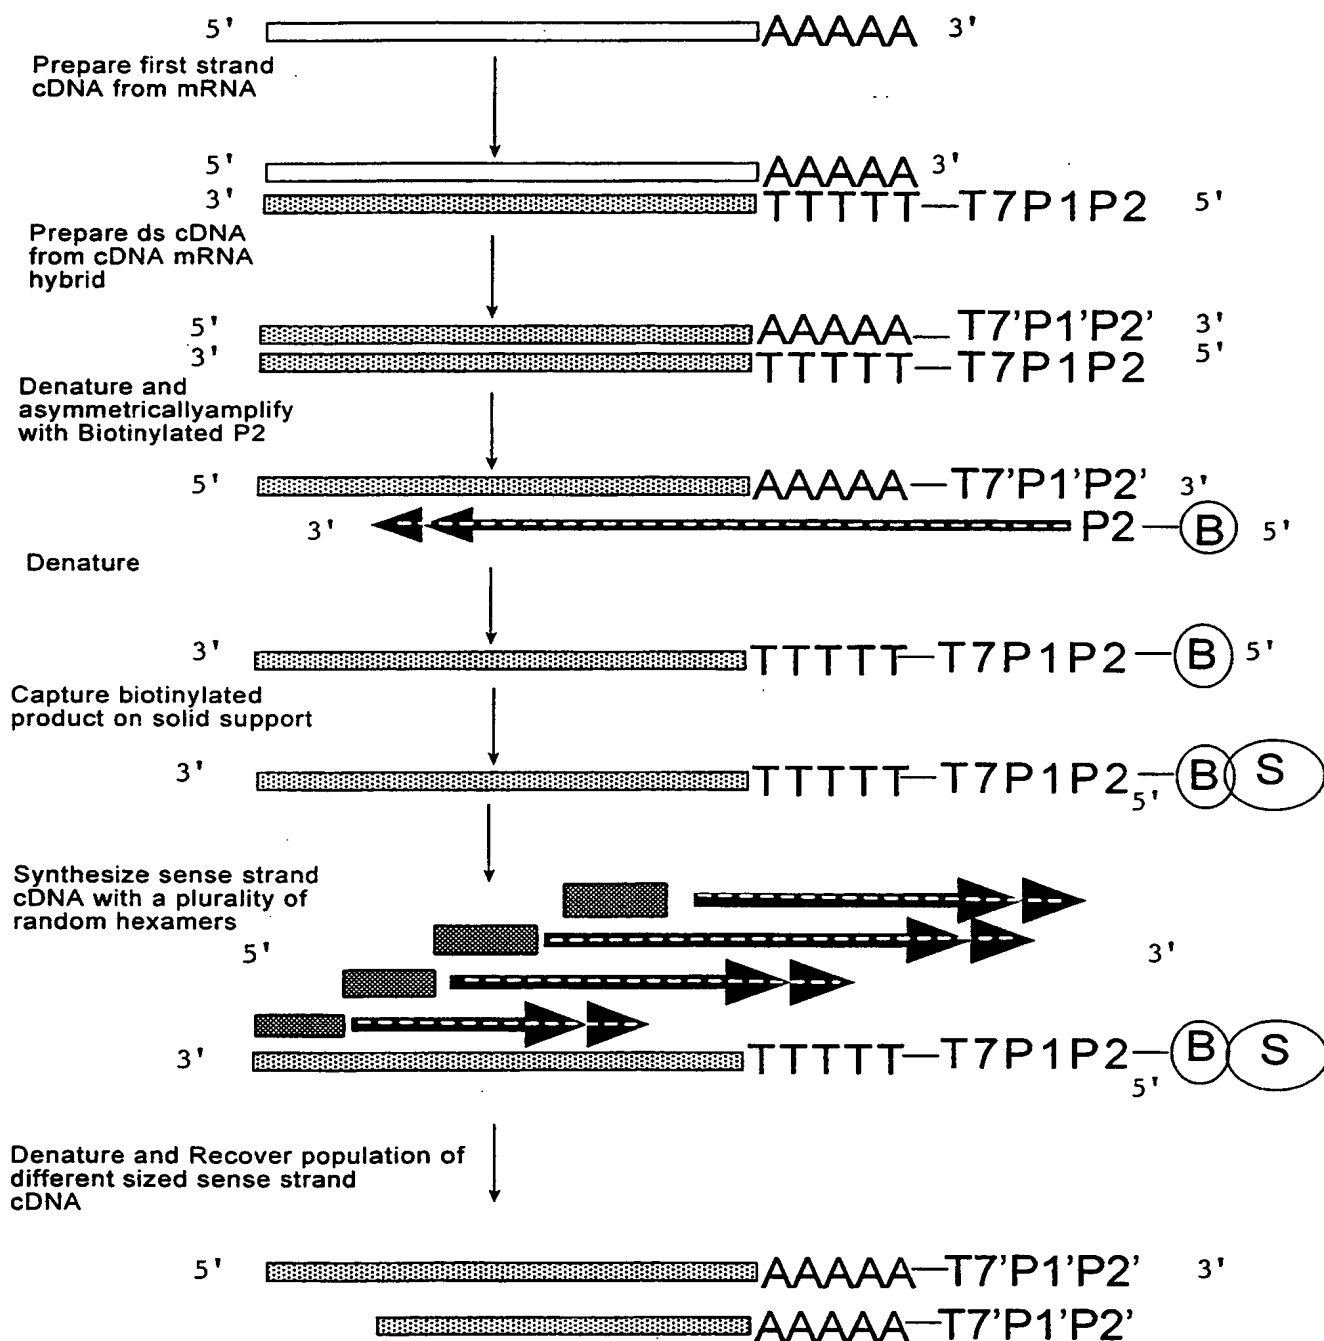 5' AAAAA 3'
Prepare first strand
cDNA from mRNA
5' AAAAA 3'
3' TTTTT—T7P1P2 5'
Prepare ds cDNA
from cDNA mRNA
hybrid
5' AAAAA—T7'P1'P2' 3'
3' TTTTT—T7P1P2 5'
Denature and
asymmetricallyamplify
with Biotinylated P2
5' AAAAA—T7'P1'P2' 3'
3' P2—B 5'
Denature
3' TTTTT—T7P1P2—B 5'
Capture biotinylated
product on solid support
3' TTTTT—T7P1P2—B S
5'
Synthesize sense strand
cDNA with a plurality of
random hexamers
5' 3'
3' TTTTT—T7P1P2—B S
5'
Denature and Recover population of
different sized sense strand
cDNA
5' AAAAA—T7'P1'P2' 3'
AAAAA—T7'P1'P2'